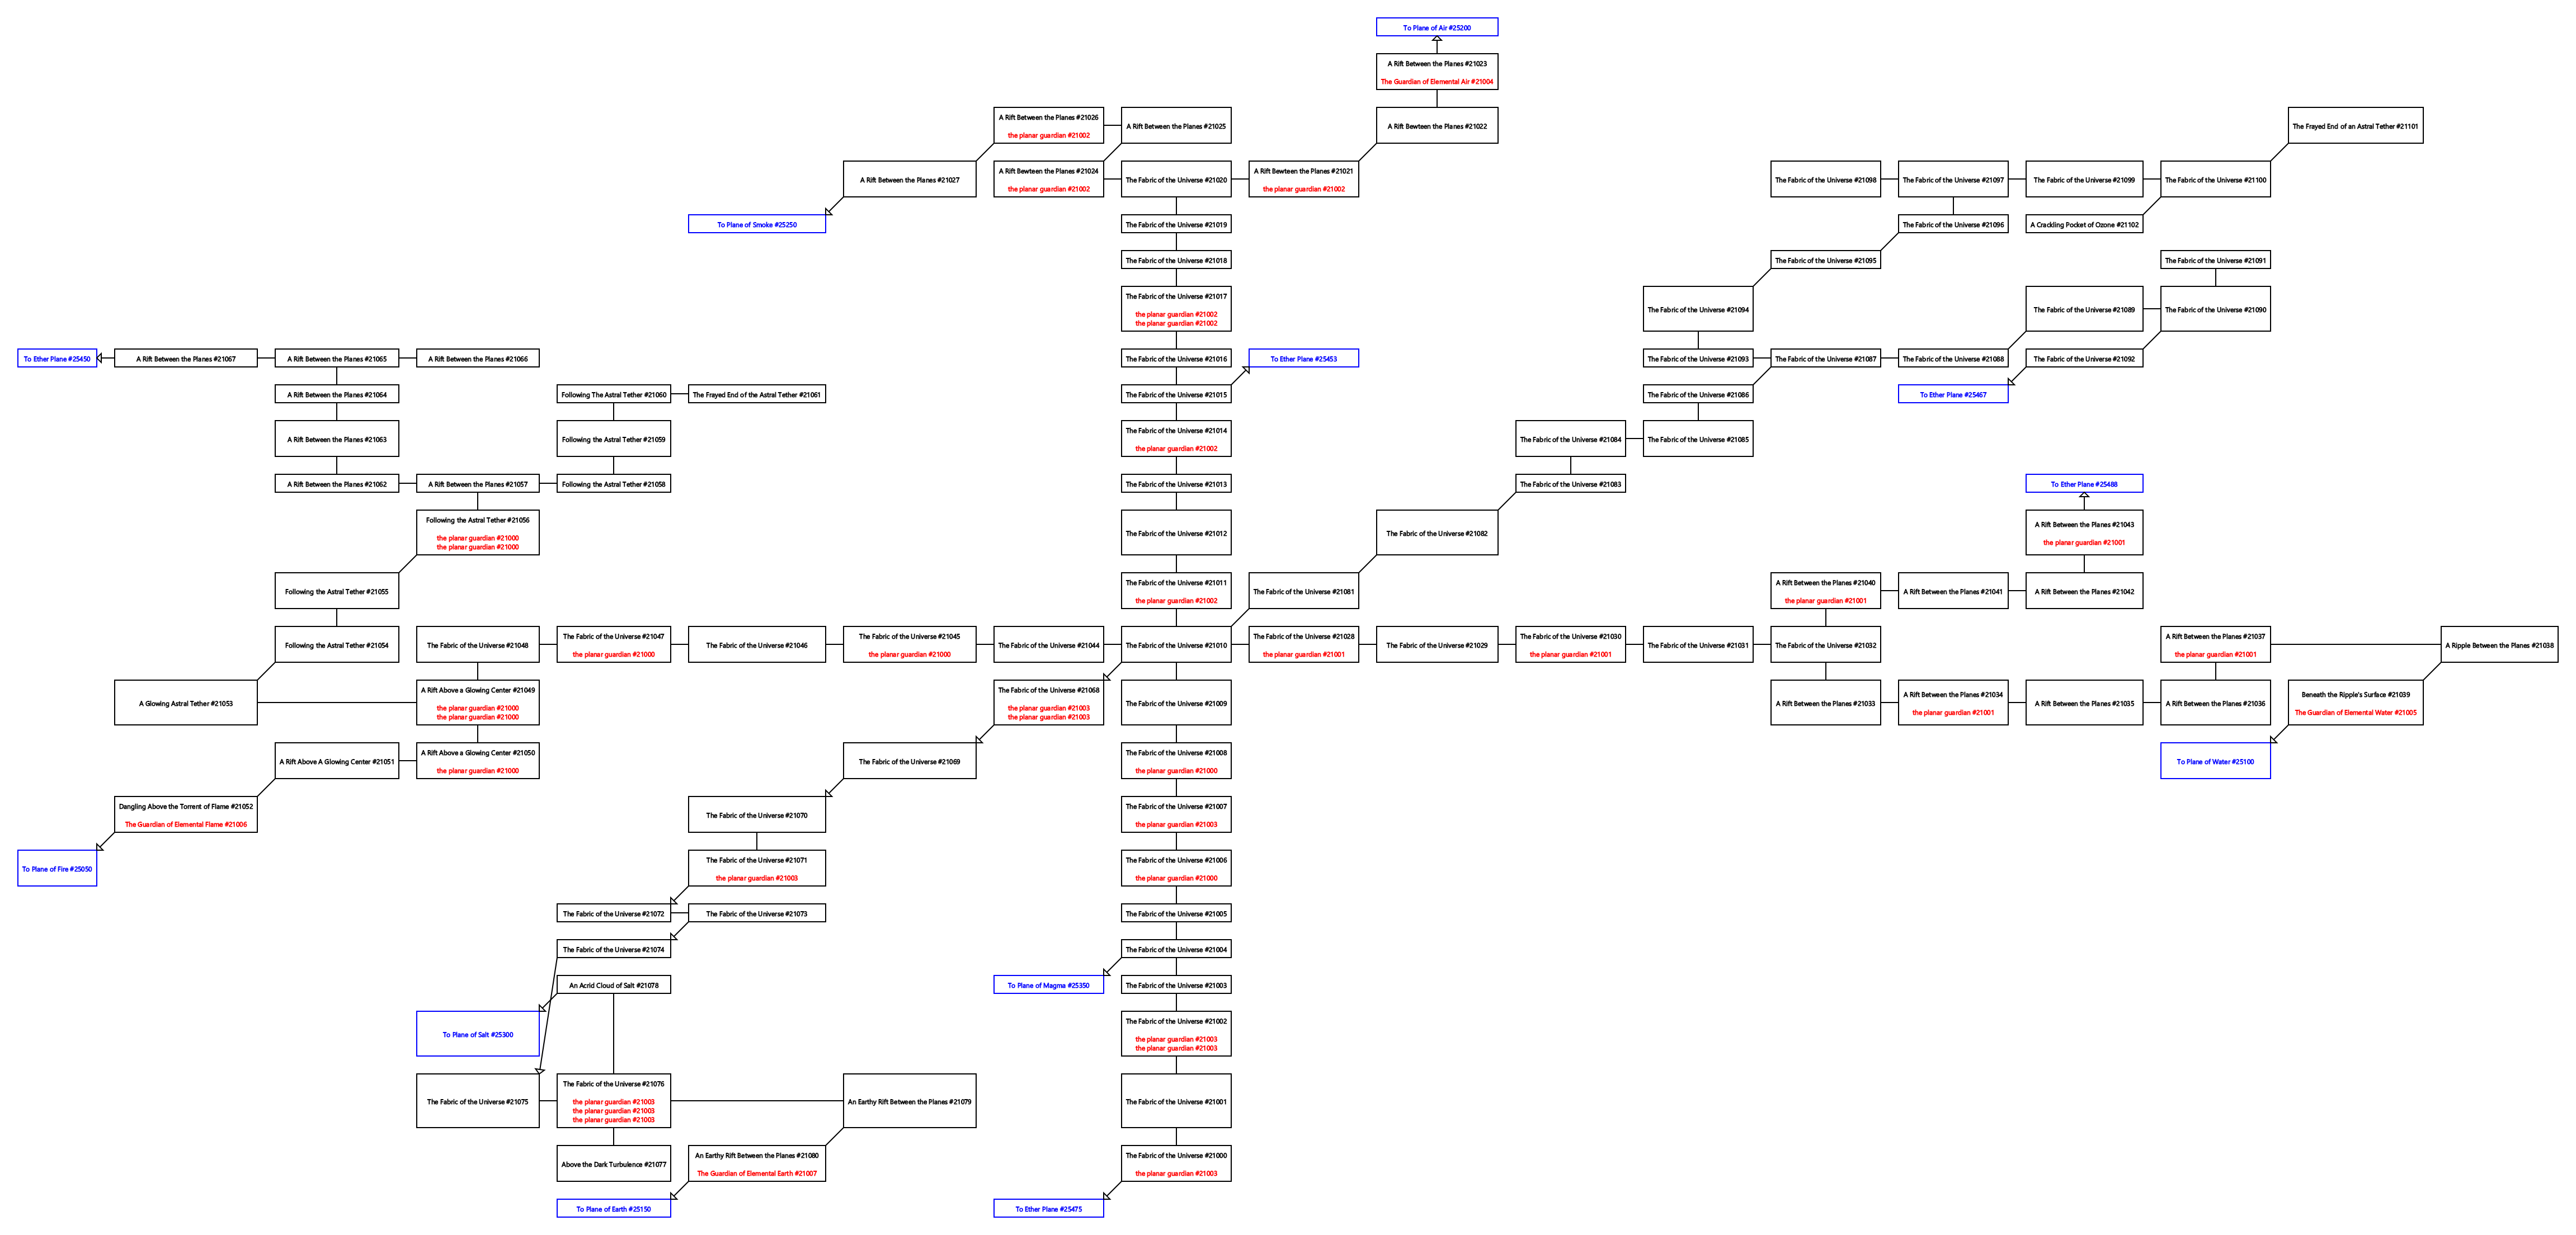 To Plane of Air #25200
A Rift Between the Planes #21023
The Guardian of Elemental Air #21004
A Rift Between the Planes #21026
the planar guardian #21002
A Rift Between the Planes #21025
A Rift Bewteen the Planes #21022
The Frayed End of an Astral Tether #21101
A Rift Between the Planes #21027
A Rift Bewteen the Planes #21024
the planar guardian #21002
The Fabric of the Universe #21020
A Rift Bewteen the Planes #21021
the planar guardian #21002
The Fabric of the Universe #21098
The Fabric of the Universe #21097
The Fabric of the Universe #21099
The Fabric of the Universe #21100
To Plane of Smoke #25250
The Fabric of the Universe #21019
The Fabric of the Universe #21096
A Crackling Pocket of Ozone #21102
The Fabric of the Universe #21018
The Fabric of the Universe #21095
The Fabric of the Universe #21091
The Fabric of the Universe #21017
the planar guardian #21002
the planar guardian #21002
The Fabric of the Universe #21094
The Fabric of the Universe #21089
The Fabric of the Universe #21090
To Ether Plane #25450
A Rift Between the Planes #21067
A Rift Between the Planes #21065
A Rift Between the Planes #21066
The Fabric of the Universe #21016
To Ether Plane #25453
The Fabric of the Universe #21093
The Fabric of the Universe #21087
The Fabric of the Universe #21088
The Fabric of the Universe #21092
A Rift Between the Planes #21064
Following The Astral Tether #21060
The Frayed End of the Astral Tether #21061
The Fabric of the Universe #21015
The Fabric of the Universe #21086
To Ether Plane #25467
A Rift Between the Planes #21063
Following the Astral Tether #21059
The Fabric of the Universe #21014
the planar guardian #21002
The Fabric of the Universe #21084
The Fabric of the Universe #21085
A Rift Between the Planes #21062
A Rift Between the Planes #21057
Following the Astral Tether #21058
The Fabric of the Universe #21013
The Fabric of the Universe #21083
To Ether Plane #25488
Following the Astral Tether #21056
the planar guardian #21000
the planar guardian #21000
The Fabric of the Universe #21012
The Fabric of the Universe #21082
A Rift Between the Planes #21043
the planar guardian #21001
Following the Astral Tether #21055
The Fabric of the Universe #21011
the planar guardian #21002
The Fabric of the Universe #21081
A Rift Between the Planes #21040
the planar guardian #21001
A Rift Between the Planes #21041
A Rift Between the Planes #21042
Following the Astral Tether #21054
The Fabric of the Universe #21048
The Fabric of the Universe #21047
the planar guardian #21000
The Fabric of the Universe #21046
The Fabric of the Universe #21045
the planar guardian #21000
The Fabric of the Universe #21044
The Fabric of the Universe #21010
The Fabric of the Universe #21028
the planar guardian #21001
The Fabric of the Universe #21029
The Fabric of the Universe #21030
the planar guardian #21001
The Fabric of the Universe #21031
The Fabric of the Universe #21032
A Rift Between the Planes #21037
the planar guardian #21001
A Ripple Between the Planes #21038
A Glowing Astral Tether #21053
A Rift Above a Glowing Center #21049
the planar guardian #21000
the planar guardian #21000
The Fabric of the Universe #21068
the planar guardian #21003
the planar guardian #21003
The Fabric of the Universe #21009
A Rift Between the Planes #21033
A Rift Between the Planes #21034
the planar guardian #21001
A Rift Between the Planes #21035
A Rift Between the Planes #21036
Beneath the Ripple's Surface #21039
The Guardian of Elemental Water #21005
A Rift Above A Glowing Center #21051
A Rift Above a Glowing Center #21050
the planar guardian #21000
The Fabric of the Universe #21069
The Fabric of the Universe #21008
the planar guardian #21000
To Plane of Water #25100
Dangling Above the Torrent of Flame #21052
The Guardian of Elemental Flame #21006
The Fabric of the Universe #21070
The Fabric of the Universe #21007
the planar guardian #21003
To Plane of Fire #25050
The Fabric of the Universe #21071
the planar guardian #21003
The Fabric of the Universe #21006
the planar guardian #21000
The Fabric of the Universe #21072
The Fabric of the Universe #21073
The Fabric of the Universe #21005
The Fabric of the Universe #21074
The Fabric of the Universe #21004
An Acrid Cloud of Salt #21078
To Plane of Magma #25350
The Fabric of the Universe #21003
To Plane of Salt #25300
The Fabric of the Universe #21002
the planar guardian #21003
the planar guardian #21003
The Fabric of the Universe #21075
The Fabric of the Universe #21076
the planar guardian #21003
the planar guardian #21003
the planar guardian #21003
An Earthy Rift Between the Planes #21079
The Fabric of the Universe #21001
Above the Dark Turbulence #21077
An Earthy Rift Between the Planes #21080
The Guardian of Elemental Earth #21007
The Fabric of the Universe #21000
the planar guardian #21003
To Plane of Earth #25150
To Ether Plane #25475